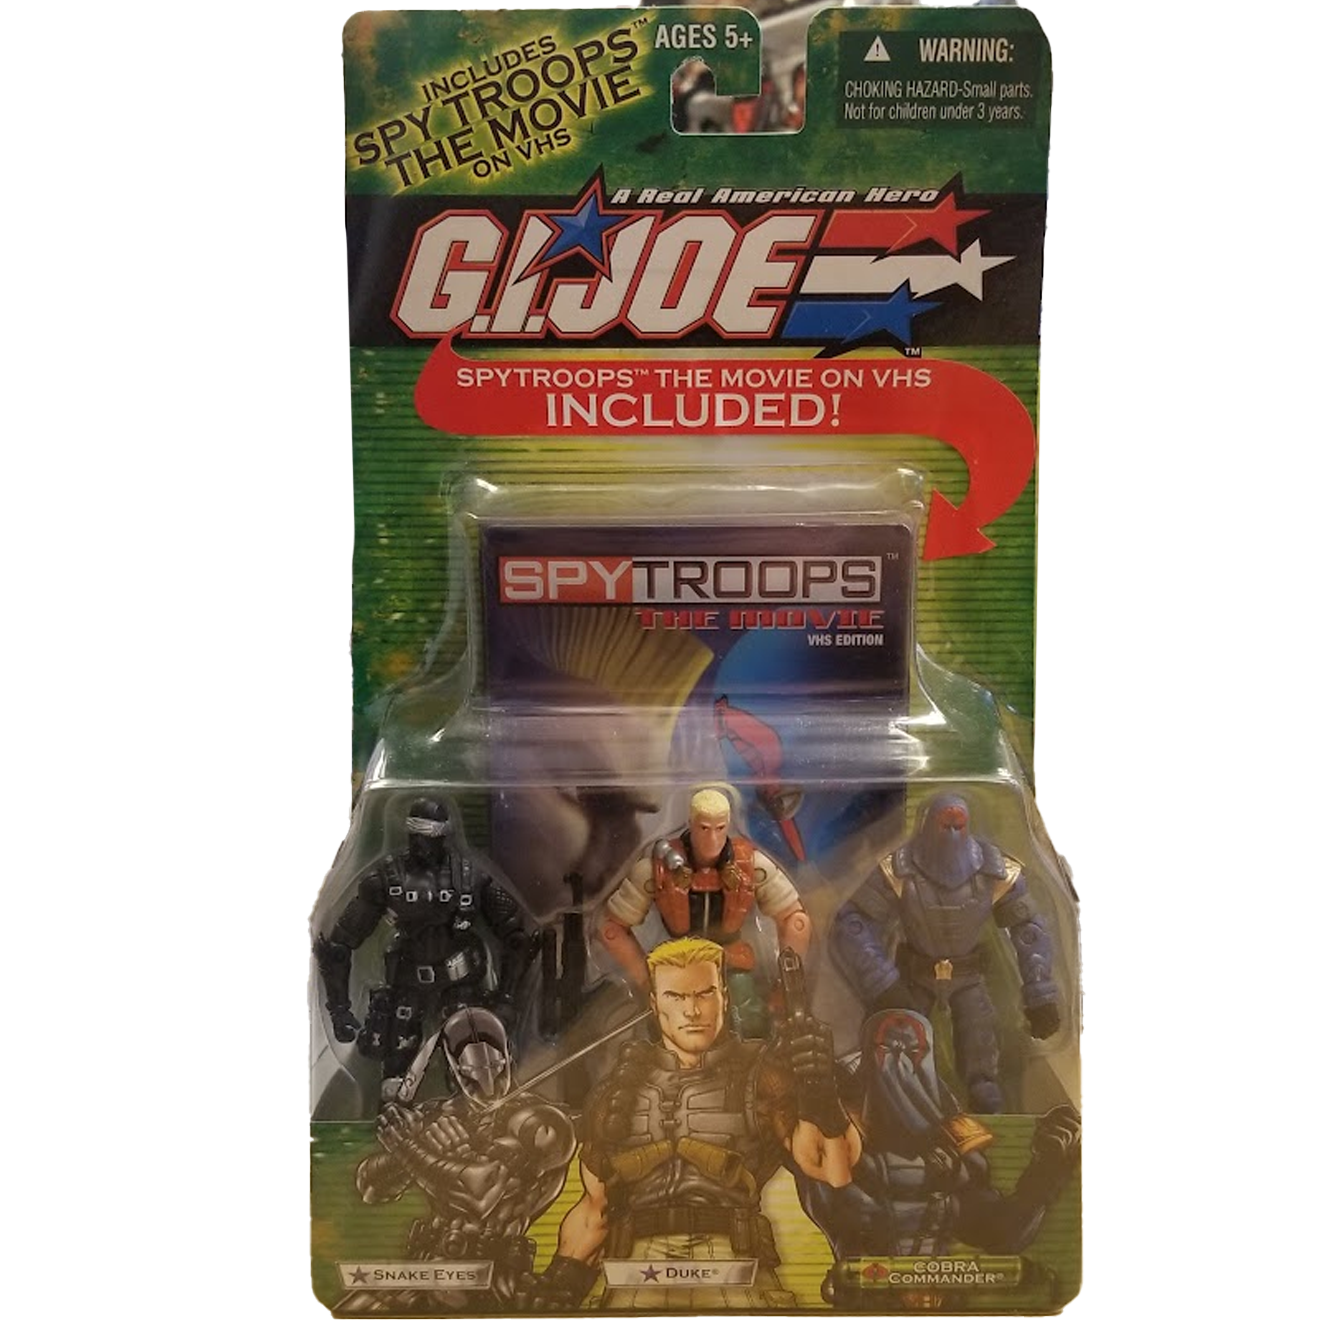 INCLUDES
SPY TROOPS™
THE MOVIE
ON VHS
AGES 5+
WARNING:
CHOKING HAZARD-Small parts.
Not for children under 3 years.
A Real American Hero
G.I. JOE
™
SPYTROOPS™ THE MOVIE ON VHS
INCLUDED!
SPYTROOPS™
THE MOVIE
VHS EDITION
SNAKE EYES
DUKE®
COBRA
COMMANDER®